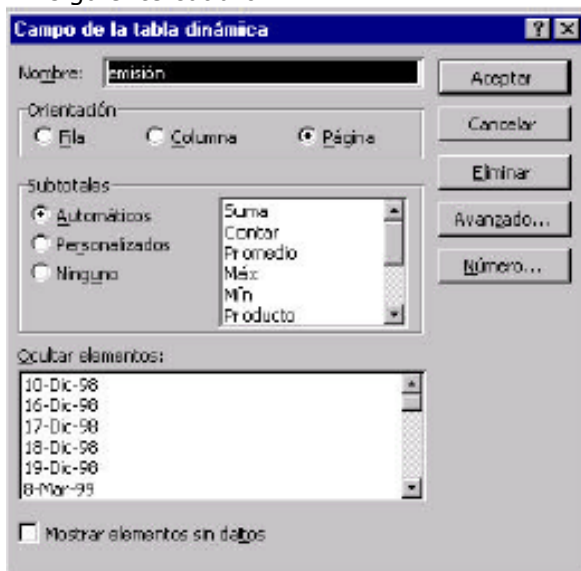 Campo de la tabla dinámica
Nombre: emisión
Aceptar
Orientación
Fila Columna Página
Cancelar
Eliminar
Subtotales
Automáticos
Personalizados
Ninguno
Suma
Contar
Promedio
Máx
Mín
Producto
Avanzado...
Número...
Ocultar elementos:
10-Dic-98
16-Dic-98
17-Dic-98
18-Dic-98
19-Dic-98
8-Mar-99
Mostrar elementos sin datos